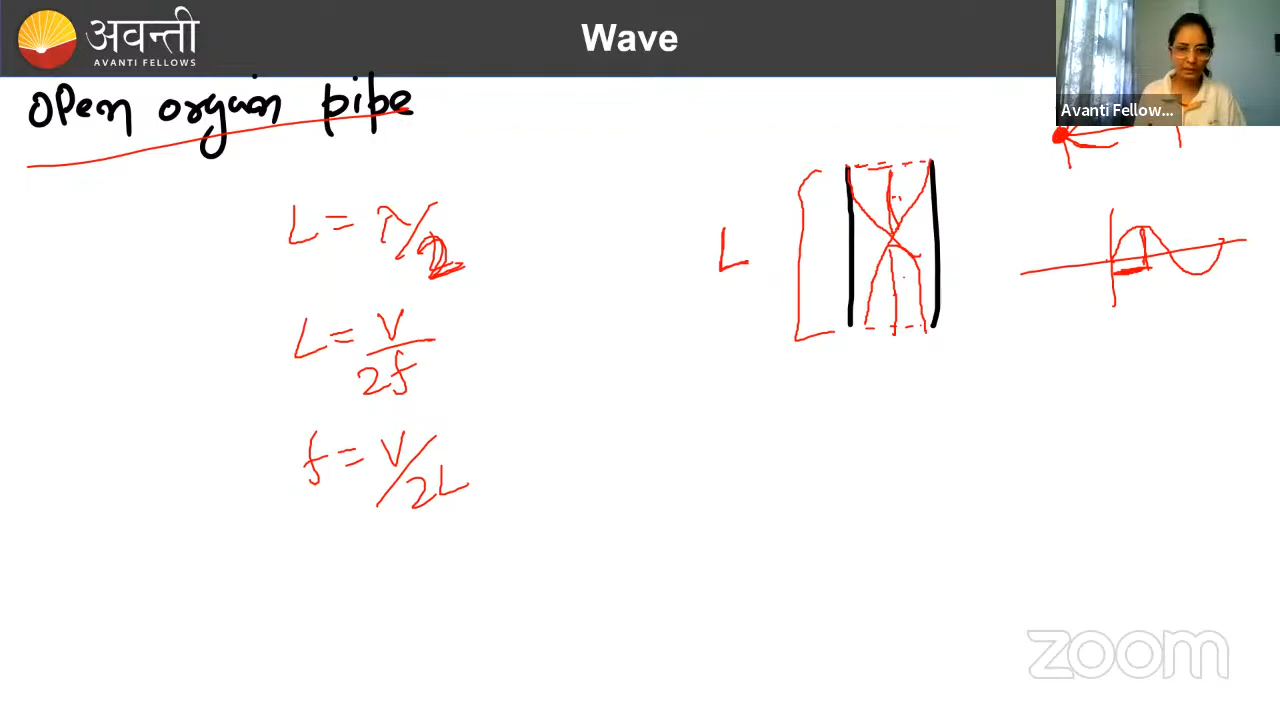 अवन्ती
AVANTI FELLOWS
Wave
Avanti Fellow...
Open organ pipe
L = λ/2
L = V/2f
f = V/2L
L
zoom